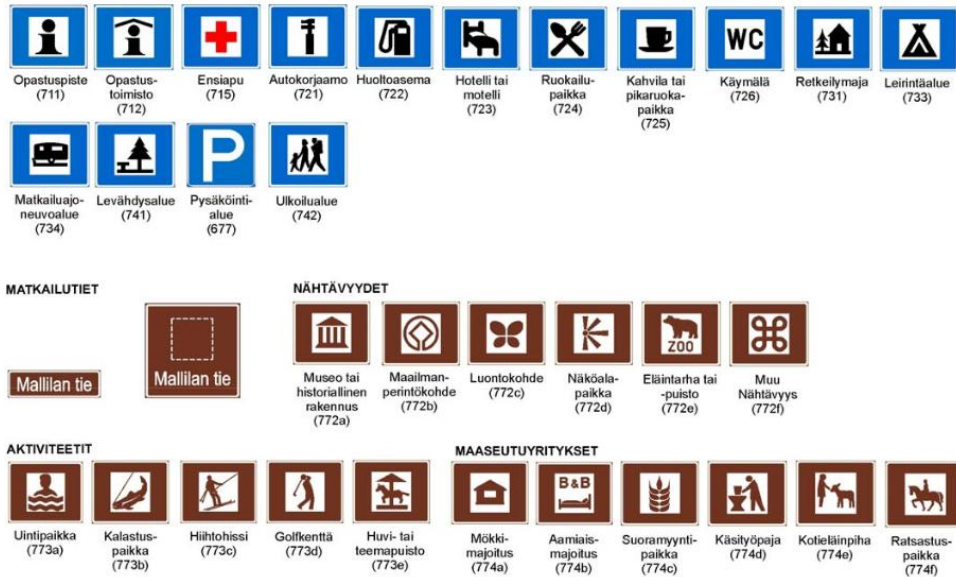 WC
Opastuspiste
(711)
Opastus-
toimisto
(712)
Ensiapu
(715)
Autokorjaamo
(721)
Huoltoasema
(722)
Hotelli tai
motelli
(723)
Ruokailu-
paikka
(724)
Kahvila tai
pikaruoka-
paikka
(725)
Käymälä
(726)
Retkeilymaja
(731)
Leirintäalue
(733)
P
Matkailuajo-
neuvoalue
(734)
Levähdysalue
(741)
Pysäköinti-
alue
(677)
Ulkoilualue
(742)
MATKAILUTIET
Mallilan tie
Mallilan tie
NÄHTÄVYYDET
ZOO
Museo tai
historiallinen
rakennus
(772a)
Maailman-
perintökohde
(772b)
Luontokohde
(772c)
Näköala-
paikka
(772d)
Eläintarha tai
-puisto
(772e)
Muu
Nähtävyys
(772f)
AKTIVITEETIT
Uintipaikka
(773a)
Kalastus-
paikka
(773b)
Hiihtohissi
(773c)
Golfkenttä
(773d)
Huvi- tai
teemapuisto
(773e)
MAASEUTUYRITYKSET
B&B
Mökki-
majoitus
(774a)
Aamiais-
majoitus
(774b)
Suoramyynti-
paikka
(774c)
Käsityöpaja
(774d)
Kotieläinpiha
(774e)
Ratsastus-
paikka
(774f)